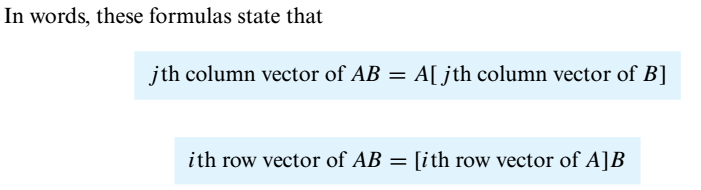 In words, these formulas state that
jth column vector of AB = A[ jth column vector of B]
ith row vector of AB = [ith row vector of A]B